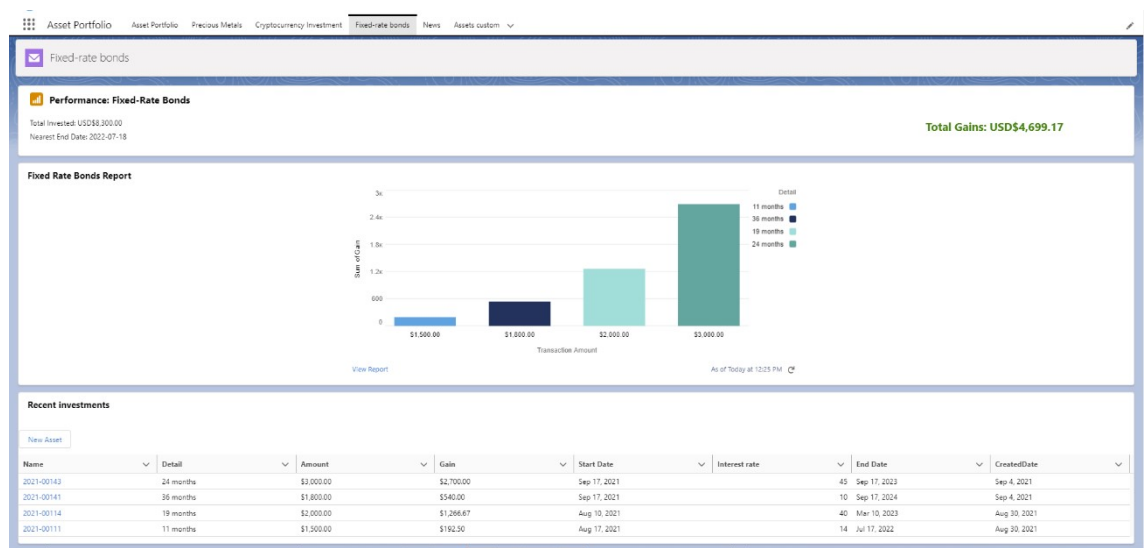 Asset Portfolio Asset Portfolio Precious Metals Cryptocurrency Investment Fixed-rate bonds News Assets custom
Fixed-rate bonds
Performance: Fixed-Rate Bonds
Total Invested: USD$8,300.00
Nearest End Date: 2022-07-18
Total Gains: USD$4,699.17
Fixed Rate Bonds Report
Detail
11 months
36 months
19 months
24 months
Sum of Gain
3к
2.4к
1.8к
1.2к
600
0
$1,500.00 $1,800.00 $2,000.00 $3,000.00
Transaction Amount
View Report As of Today at 12:25 PM
Recent investments
New Asset
Name Detail Amount Gain Start Date Interest rate End Date CreatedDate
2021-00143 24 months $3,000.00 $2,700.00 Sep 17, 2021 45 Sep 17, 2023 Sep 4, 2021
2021-00141 36 months $1,800.00 $540.00 Sep 17, 2021 10 Sep 17, 2024 Sep 4, 2021
2021-00114 19 months $2,000.00 $1,266.67 Aug 10, 2021 40 Mar 10, 2023 Aug 30, 2021
2021-00111 11 months $1,500.00 $192.50 Aug 17, 2021 14 Jul 17, 2022 Aug 30, 2021